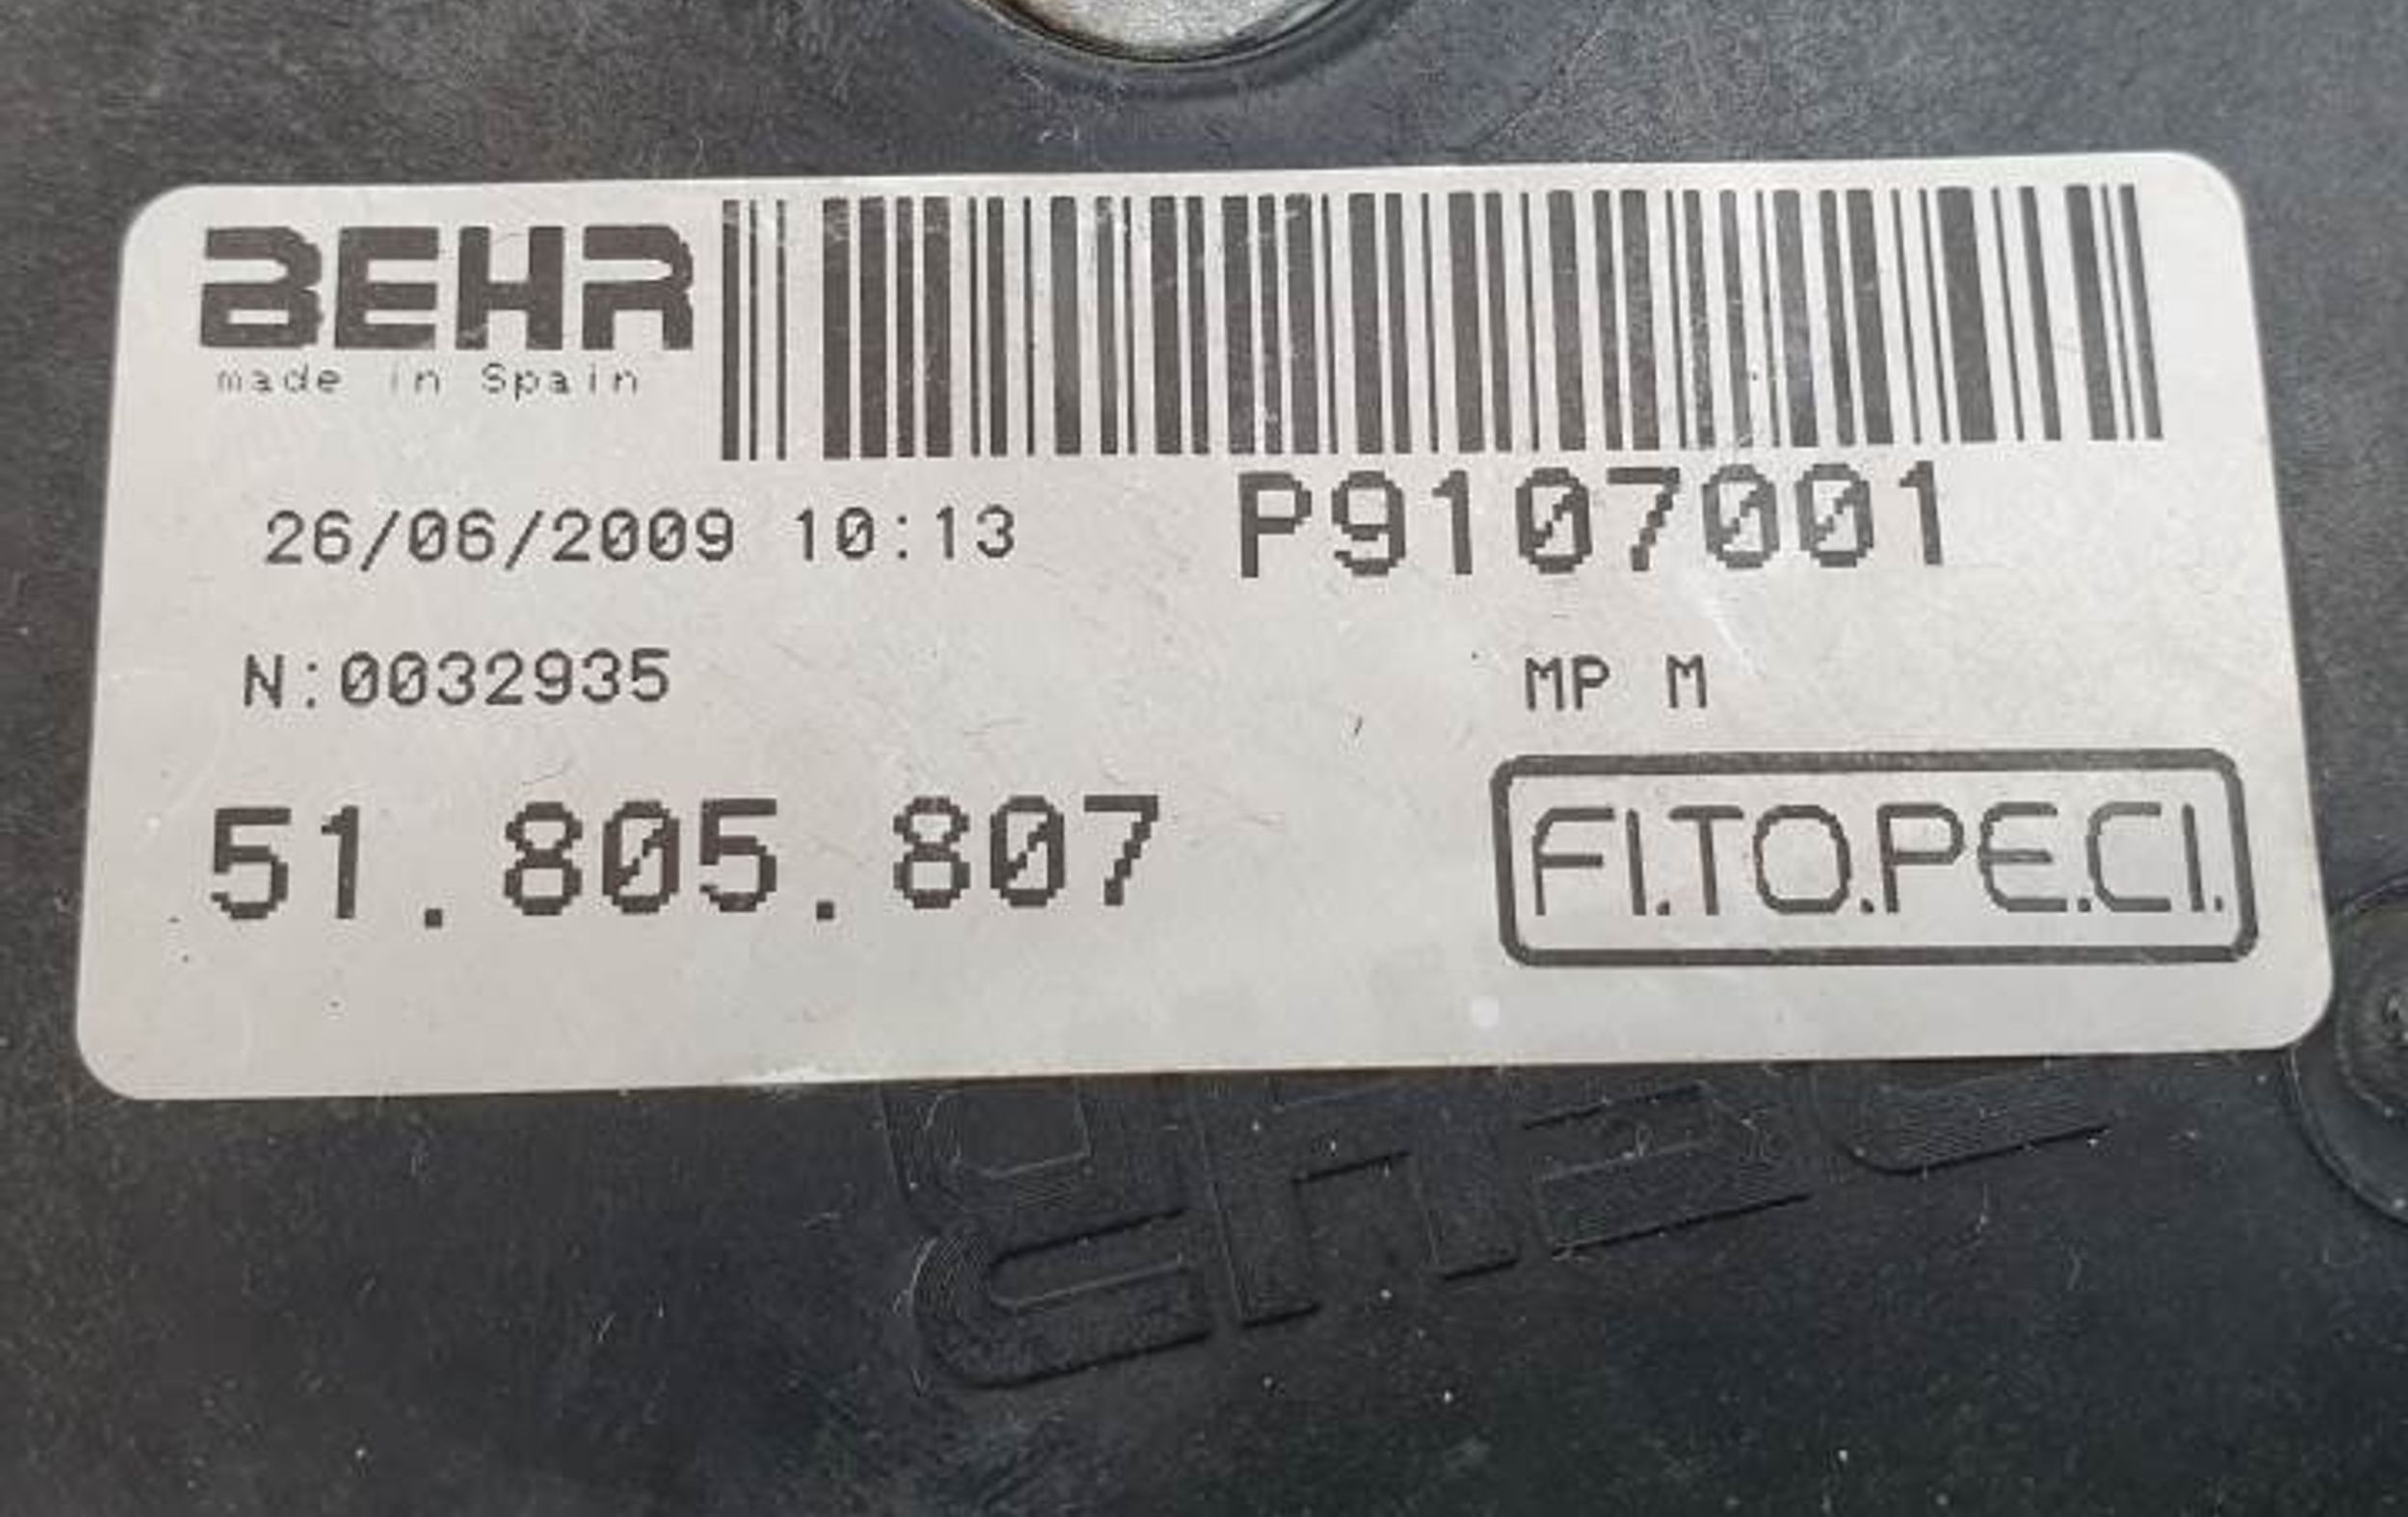 BEHR
made in Spain
26/06/2009 10:13
P9107001
N:0032935
MP M
51.805.807
FI.TO.PE.CI.